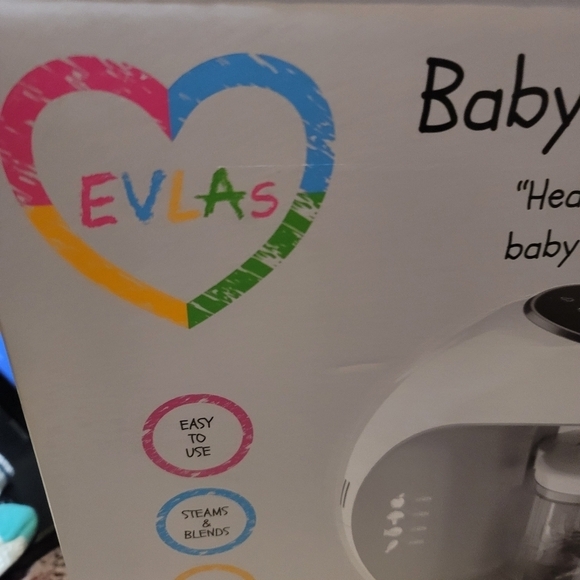 EVLAS
Baby
"Hea
baby
EASY
TO
USE
STEAMS
&
BLENDS